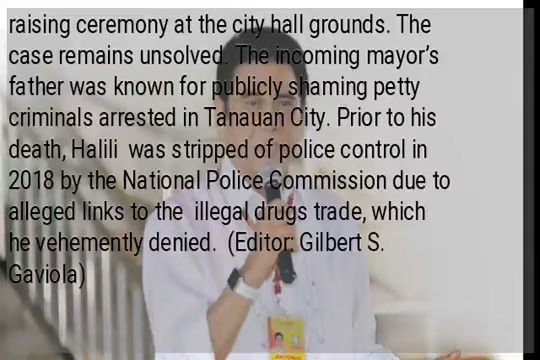 raising ceremony at the city hall grounds. The
case remains unsolved. The incoming mayor’s
father was known for publicly shaming petty
criminals arrested in Tanauan City. Prior to his
death, Halili was stripped of police control in
2018 by the National Police Commission due to
alleged links to the illegal drugs trade, which
he vehemently denied. (Editor: Gilbert S.
Gaviola)